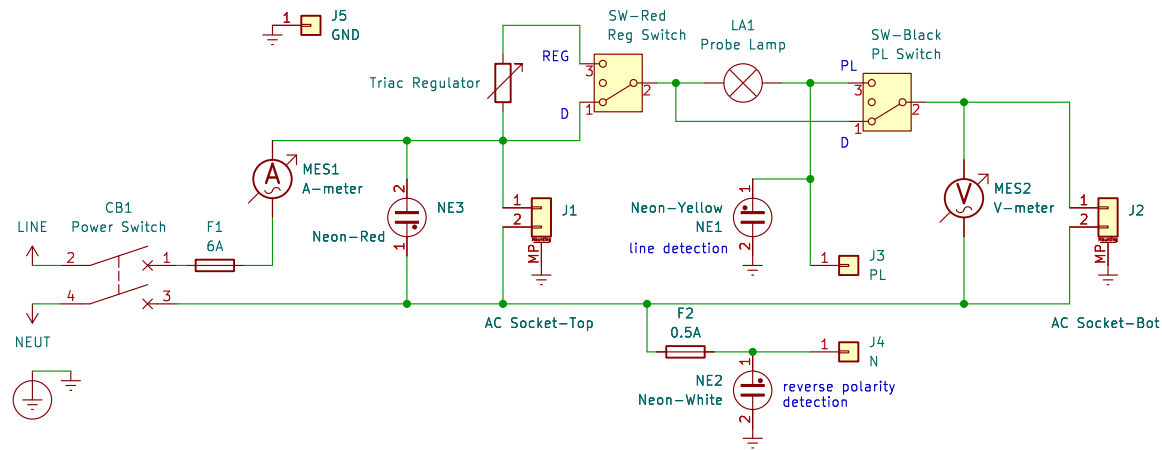 J5
1
GND
SW-Red
Reg Switch
LA1
Probe Lamp
SW-Black
PL Switch
REG
3
Triac Regulator
2
D
1
PL
3
2
1
D
A
MES1
A-meter
2
NE3
Neon-Red
1
1
2
J1
MP
1
Neon-Yellow
NE1
line detection
2
V
MES2
V-meter
1
2
J2
MP
CB1
Power Switch
LINE
2
1
F1
6A
4
3
NEUT
1
J3
PL
AC Socket-Top
F2
0.5A
AC Socket-Bot
1
J4
N
1
NE2
Neon-White
2
reverse polarity
detection